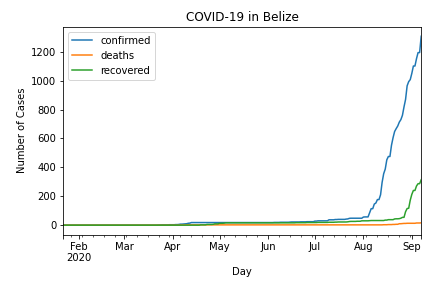 COVID-19 in Belize
confirmed
deaths
recovered
Number of Cases
1200
1000
800
600
400
200
0
Feb Mar Apr May Jun Jul Aug Sep
2020
Day